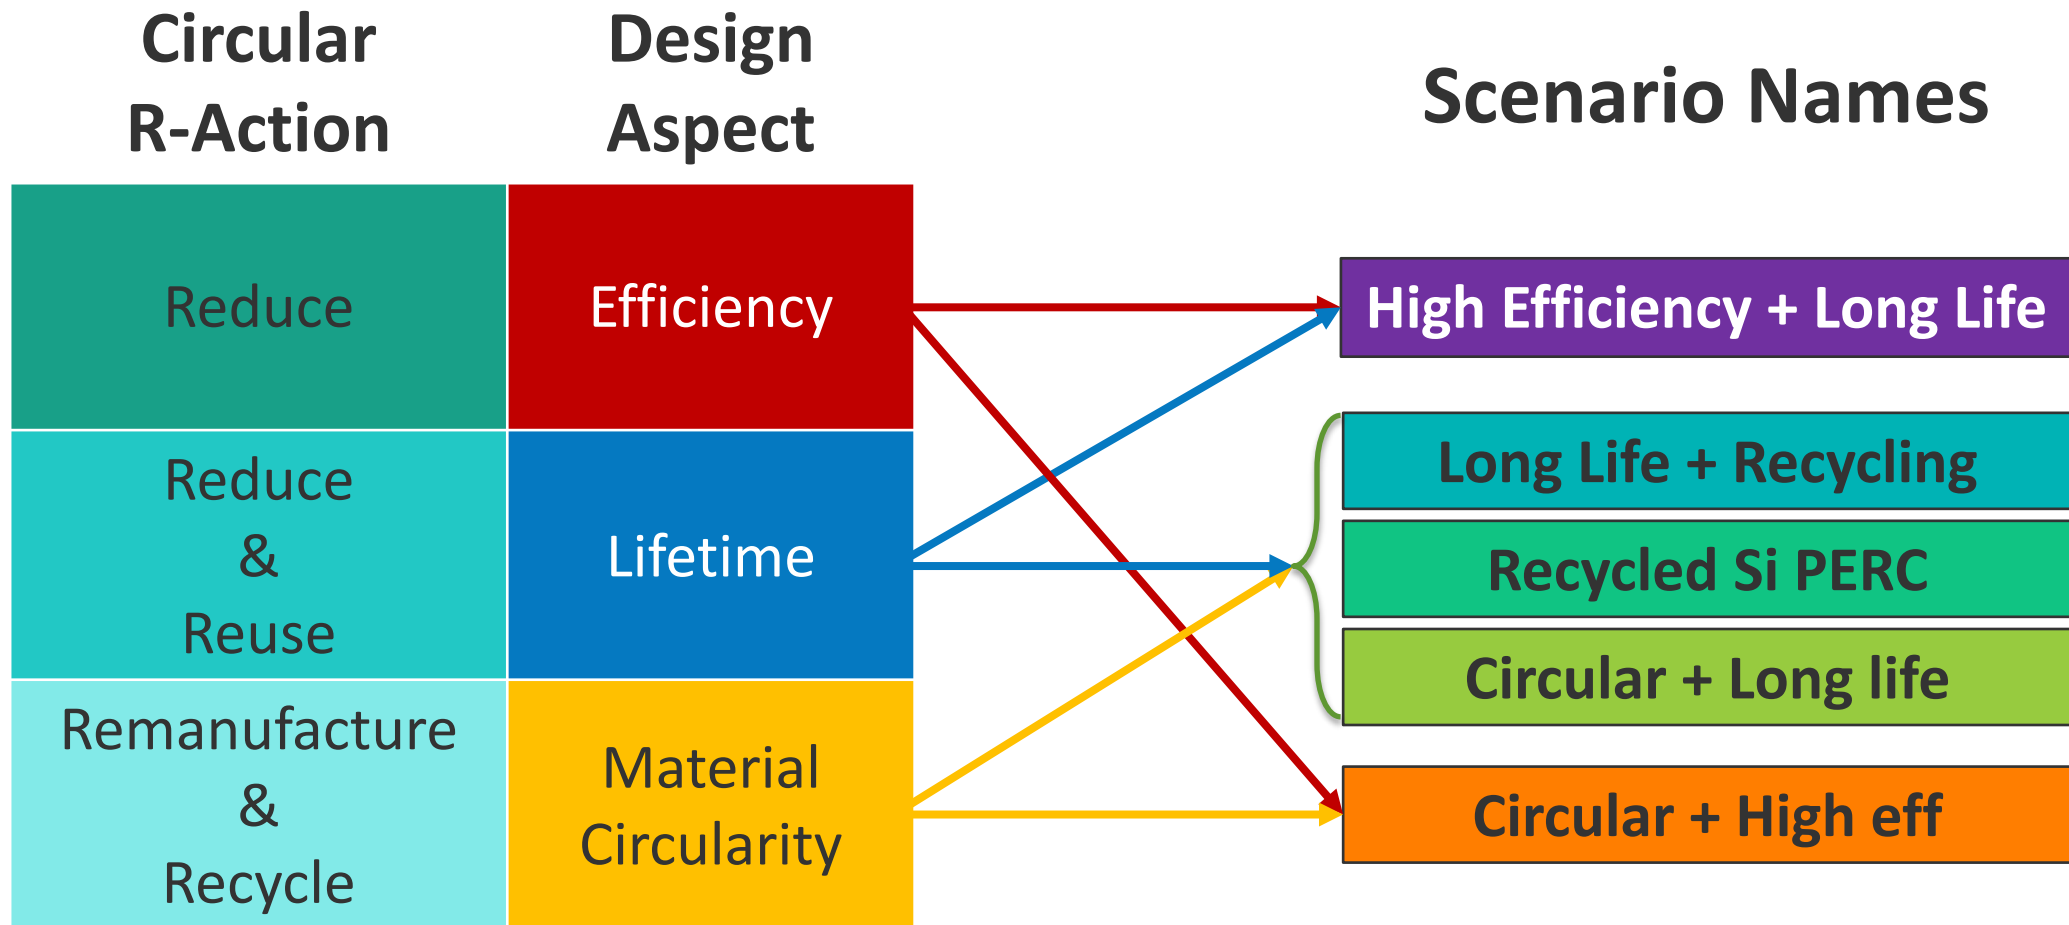 Circular
R-Action
Design
Aspect
Scenario Names
Reduce
Efficiency
High Efficiency + Long Life
Reduce
&
Reuse
Lifetime
Long Life + Recycling
Recycled Si PERC
Circular + Long life
Remanufacture
&
Recycle
Material
Circularity
Circular + High eff